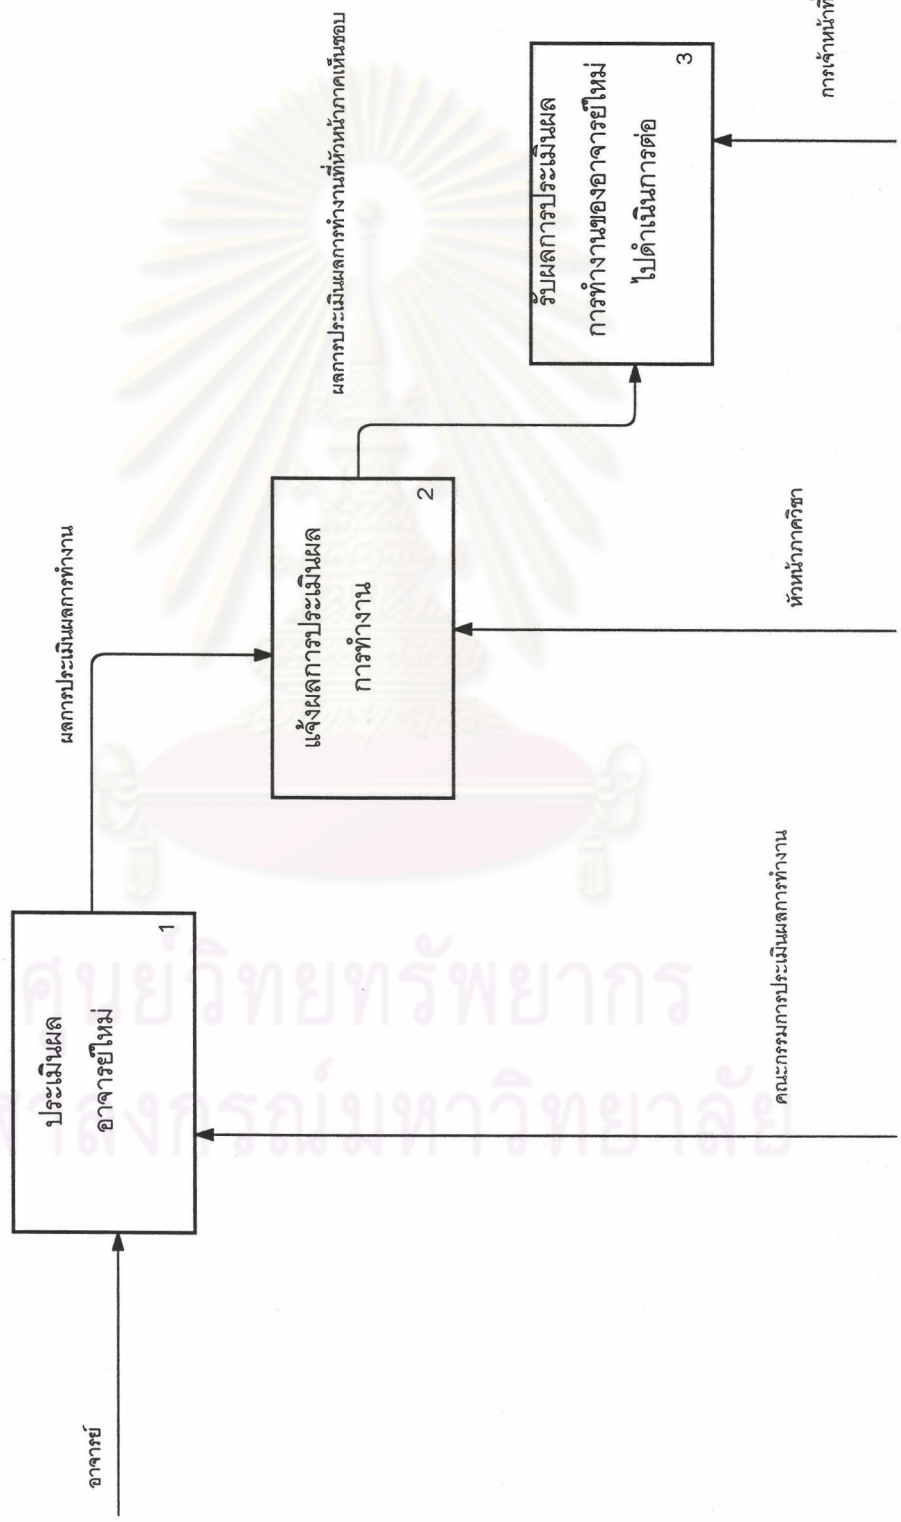 อาจารย์
ประเมินผล
อาจารย์ใหม่
1
ผลการประเมินผลการทำงาน
แจ้งผลการประเมินผล
การทำงาน
2
ผลการประเมินผลการทำงานที่หัวหน้าภาคเห็นชอบ
รับผลการประเมินผล
การทำงานของอาจารย์ใหม่
ไปดำเนินการต่อ
3
คณะกรรมการประเมินผลการทำงาน
หัวหน้าภาควิชา
การเจ้าหน้าที่
ศูนย์วิทยทรัพยากร
จุฬาลงกรณ์มหาวิทยาลัย